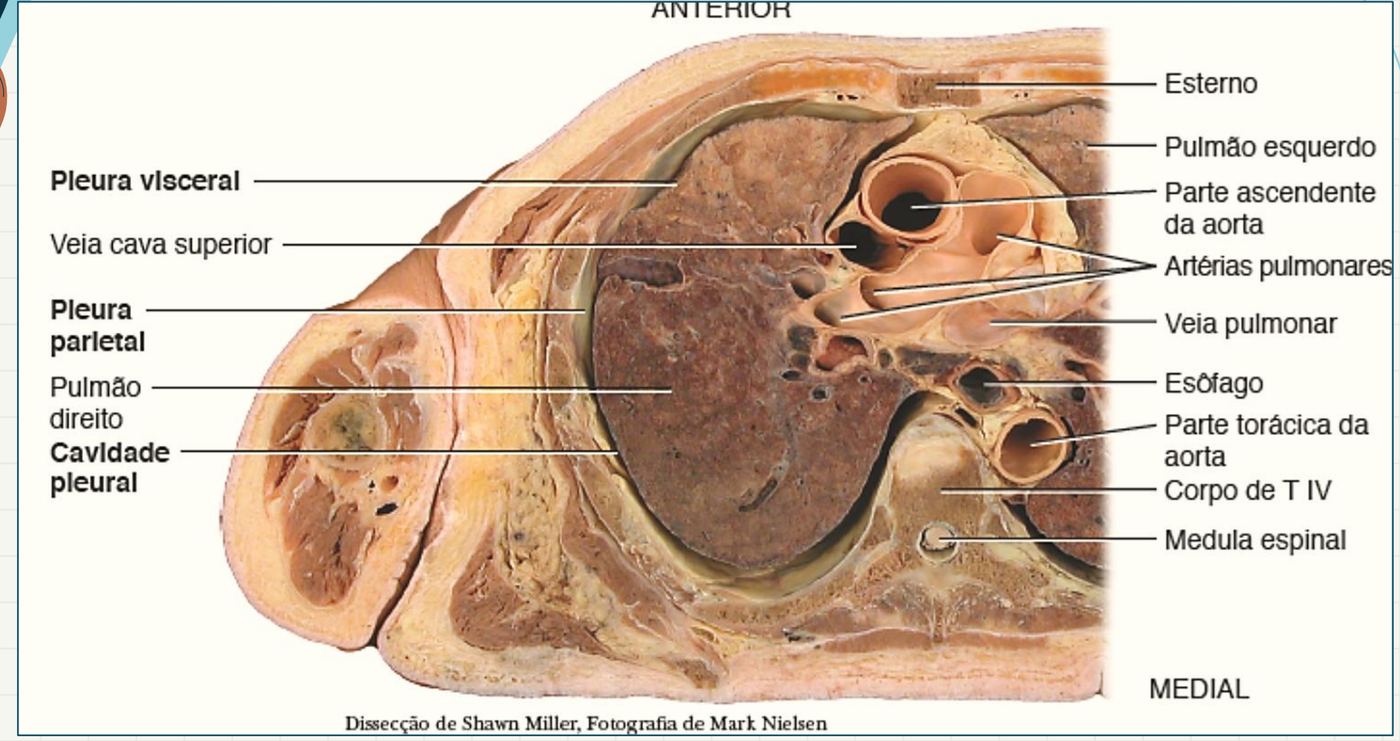 ANTERIOR
Pleura visceral
Veia cava superior
Pleura
parietal
Pulmão
direito
Cavidade
pleural
Esterno
Pulmão esquerdo
Parte ascendente
da aorta
Artérias pulmonares
Veia pulmonar
Esôfago
Parte torácica da
aorta
Corpo de T IV
Medula espinal
MEDIAL
Dissecção de Shawn Miller, Fotografia de Mark Nielsen